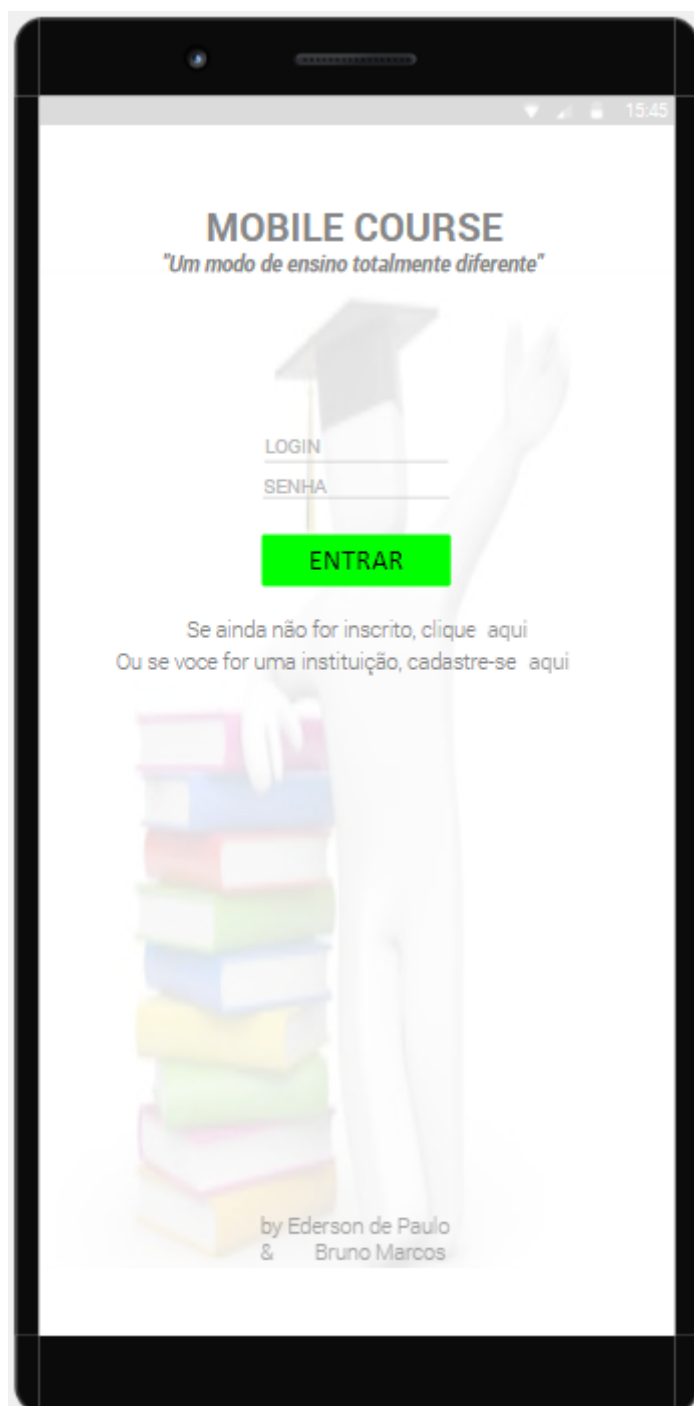 15:45
MOBILE COURSE
"Um modo de ensino totalmente diferente"
LOGIN
SENHA
ENTRAR
Se ainda não for inscrito, clique aqui
Ou se voce for uma instituição, cadastre-se aqui
by Ederson de Paulo
& Bruno Marcos